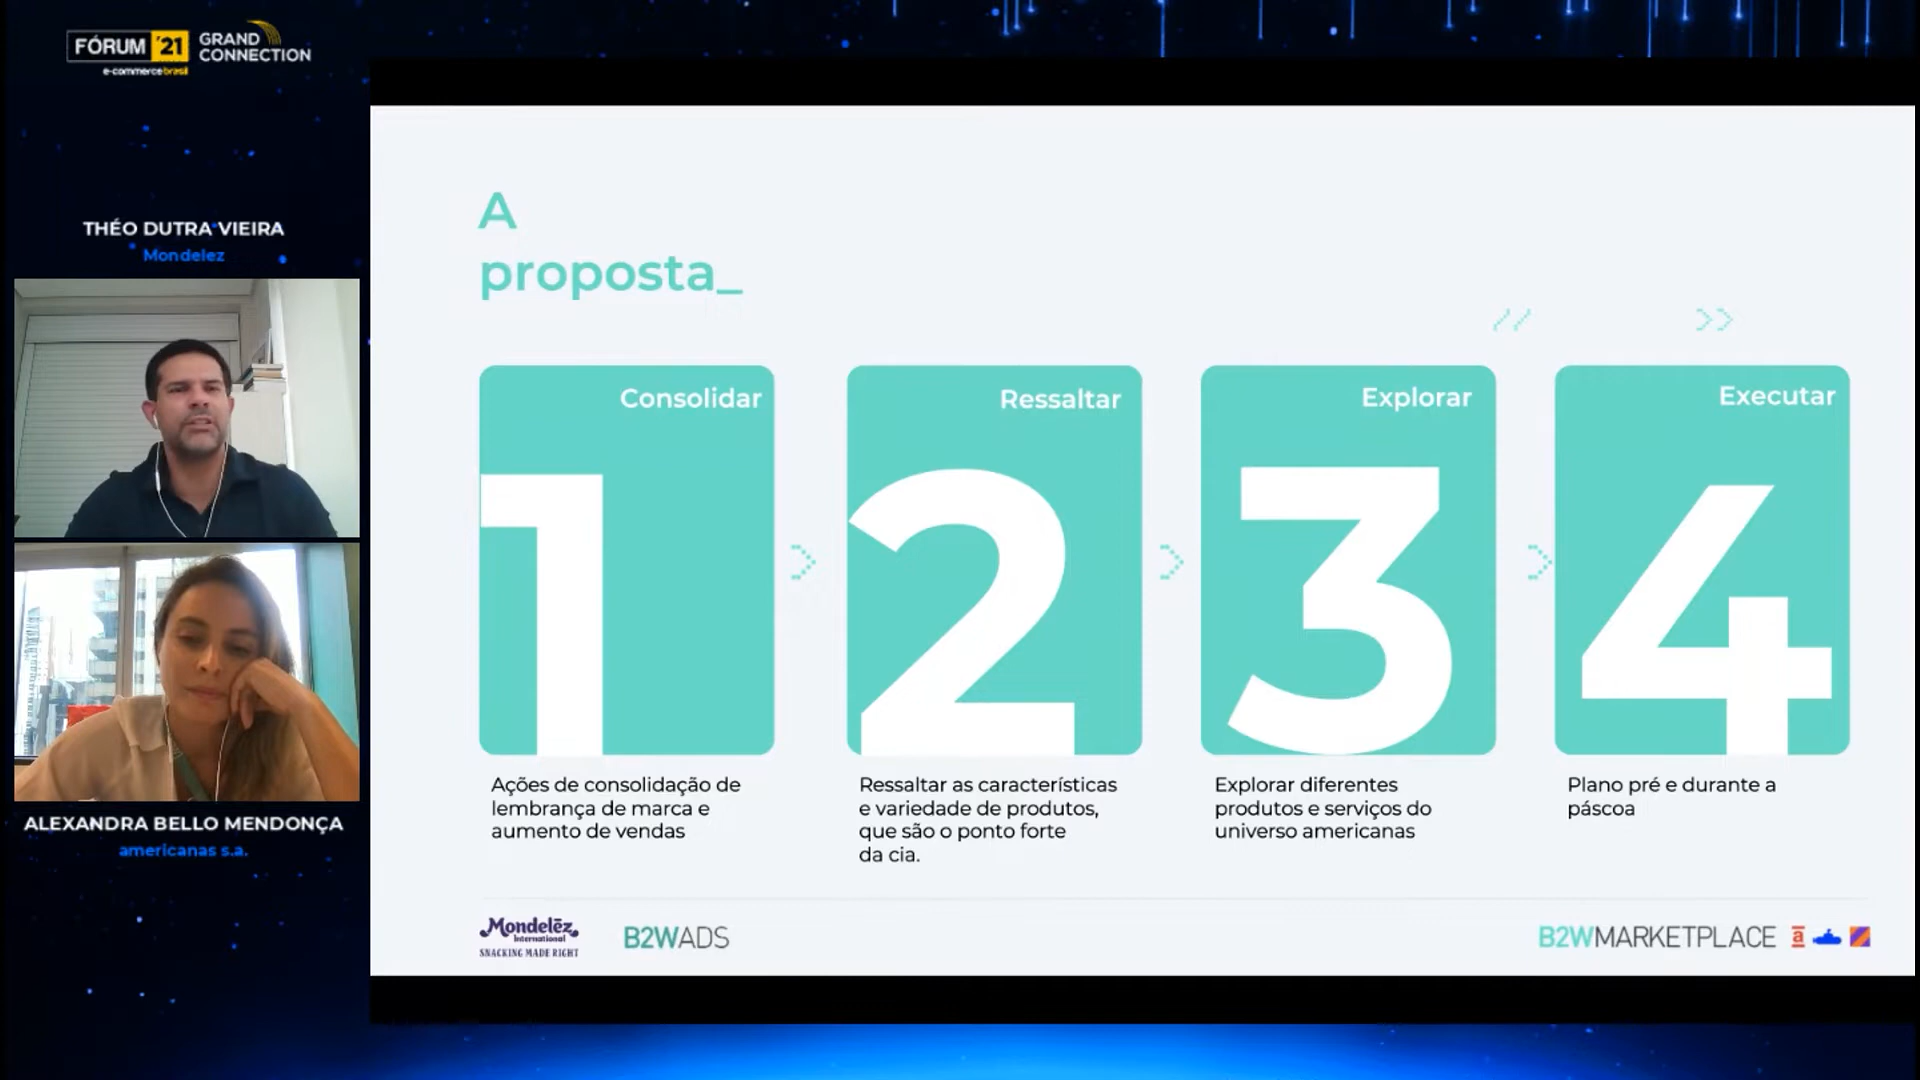 FÓRUM '21 GRAND CONNECTION
e-commercebrasil
THÉO DUTRA VIEIRA
Mondelez
ALEXANDRA BELLO MENDONÇA
americanas s.a.
A
proposta_
Consolidar
1
Ações de consolidação de
lembrança de marca e
aumento de vendas
Ressaltar
2
Ressaltar as características
e variedade de produtos,
que são o ponto forte
da cia.
Explorar
3
Explorar diferentes
produtos e serviços do
universo americanas
Executar
4
Plano pré e durante a
páscoa
Mondelēz
International
SNACKING MADE RIGHT
B2WADS
B2WMARKETPLACE a